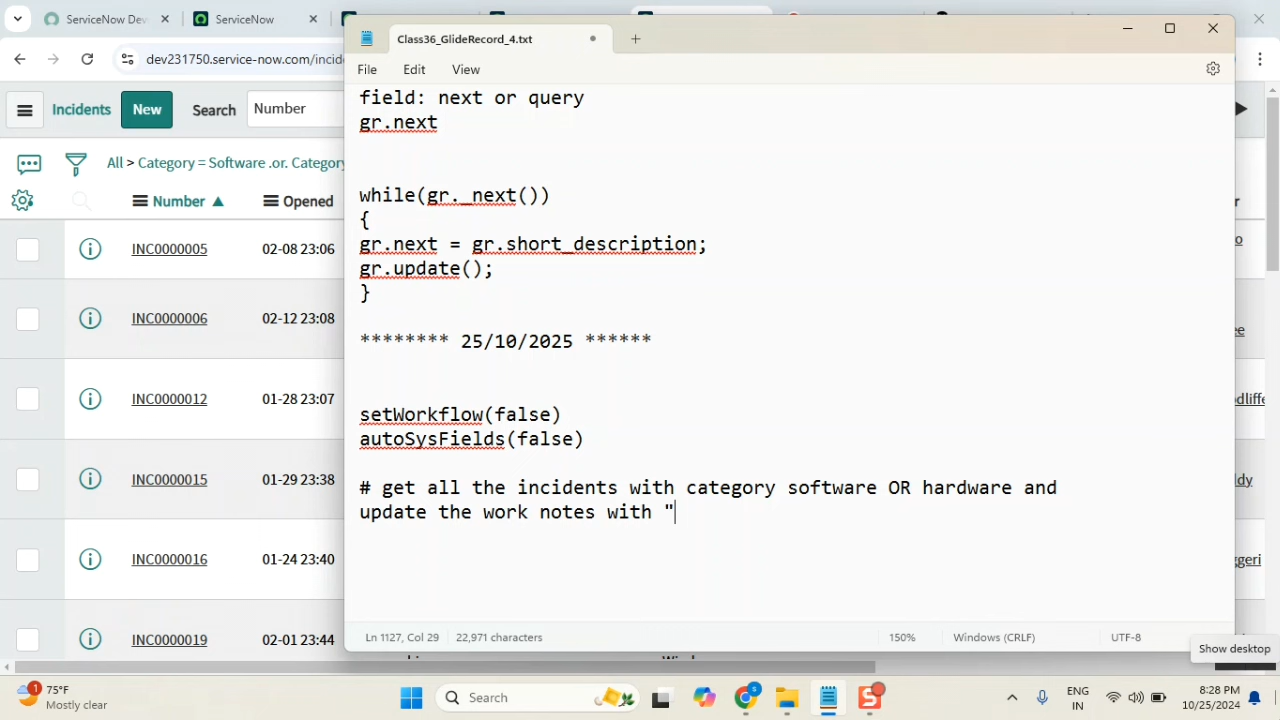 ServiceNow Dev
ServiceNow
Class36_GlideRecord_4.txt
dev231750.service-now.com/incid
File Edit View
Incidents New Search Number
All > Category = Software .or. Category
Number Opened
INC0000005 02-08 23:06
INC0000006 02-12 23:08
INC0000012 01-28 23:07
INC0000015 01-29 23:38
INC0000016 01-24 23:40
INC0000019 02-01 23:44
field: next or query
gr.next
while(gr._next())
{
gr.next = gr.short_description;
gr.update();
}
******** 25/10/2025 ******
setWorkflow(false)
autoSysFields(false)
# get all the incidents with category software OR hardware and
update the work notes with "
Ln 1127, Col 29 22,971 characters 150% Windows (CRLF) UTF-8
Show desktop
1
75°F
Mostly clear
Search
ENG
IN
8:28 PM
10/25/2024